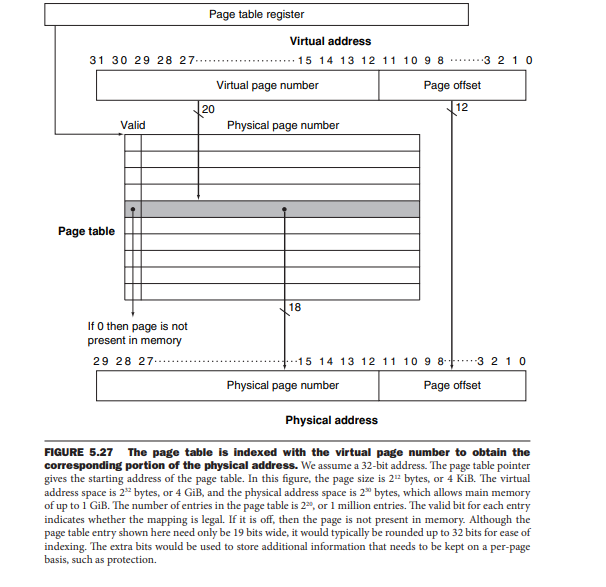 Page table register
Virtual address
31 30 29 28 27·······················15 14 13 12 11 10 9 8 ········3 2 1 0
Virtual page number Page offset
20 12
Valid Physical page number
Page table
18
If 0 then page is not
present in memory
29 28 27·································15 14 13 12 11 10 9 8·········3 2 1 0
Physical page number Page offset
Physical address
FIGURE 5.27 The page table is indexed with the virtual page number to obtain the
corresponding portion of the physical address. We assume a 32-bit address. The page table pointer
gives the starting address of the page table. In this figure, the page size is 2¹² bytes, or 4 KiB. The virtual
address space is 2³² bytes, or 4 GiB, and the physical address space is 2³⁰ bytes, which allows main memory
of up to 1 GiB. The number of entries in the page table is 2²⁰, or 1 million entries. The valid bit for each entry
indicates whether the mapping is legal. If it is off, then the page is not present in memory. Although the
page table entry shown here need only be 19 bits wide, it would typically be rounded up to 32 bits for ease of
indexing. The extra bits would be used to store additional information that needs to be kept on a per-page
basis, such as protection.